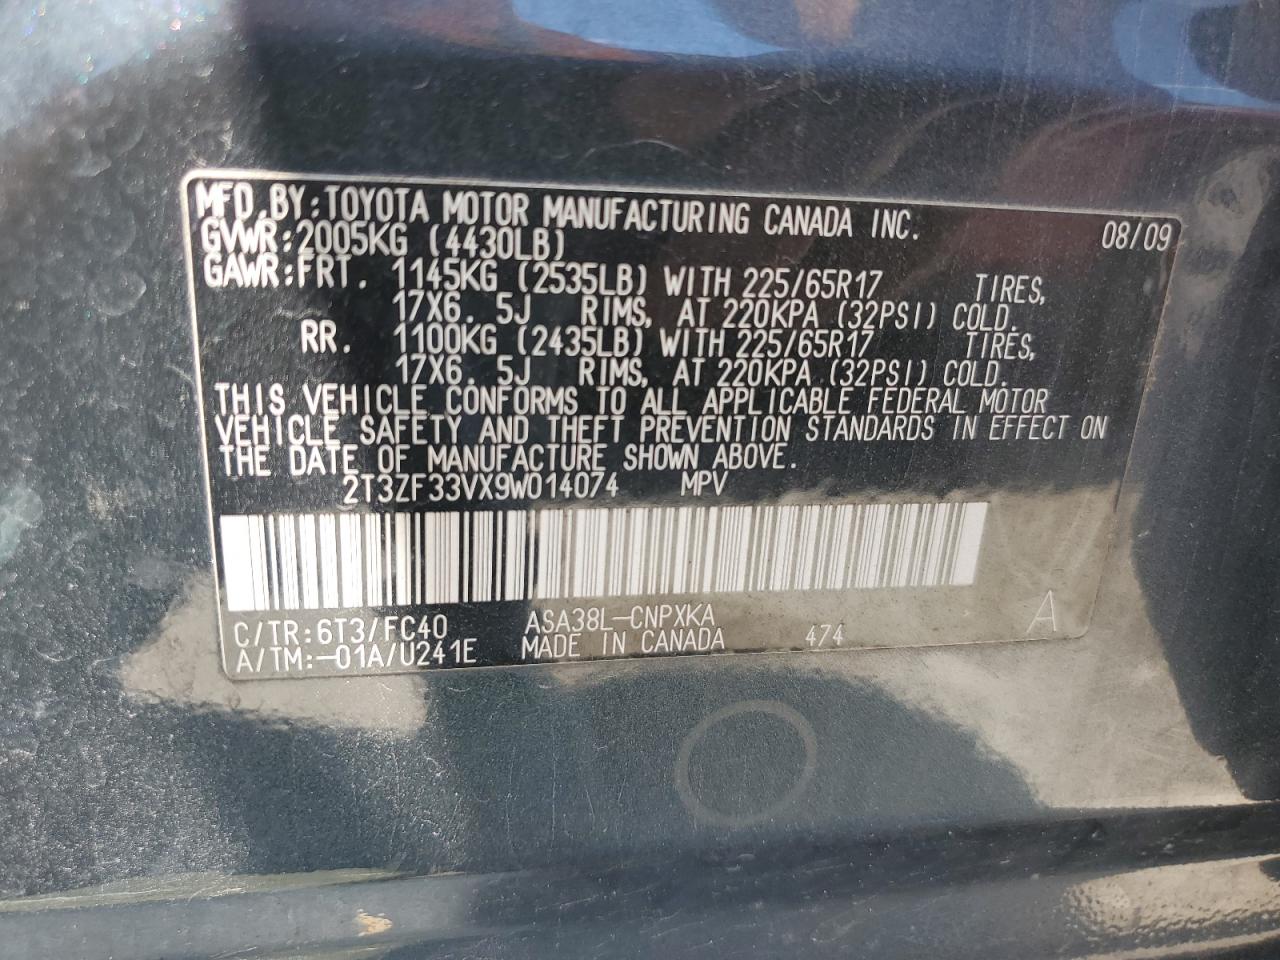 MFD. BY: TOYOTA MOTOR MANUFACTURING CANADA INC. 08/09
GVWR: 2005KG (4430LB)
GAWR: FRT. 1145KG (2535LB) WITH 225/65R17 TIRES,
17X6.5J RIMS, AT 220KPA (32PSI) COLD.
RR. 1100KG (2435LB) WITH 225/65R17 TIRES,
17X6.5J RIMS, AT 220KPA (32PSI) COLD.
THIS VEHICLE CONFORMS TO ALL APPLICABLE FEDERAL MOTOR
VEHICLE SAFETY AND THEFT PREVENTION STANDARDS IN EFFECT ON
THE DATE OF MANUFACTURE SHOWN ABOVE.
2T3ZF33VX9W014074 MPV
C/TR: 6T3/FC40 ASA38L-CNPXKA A
A/TM: -01A/U241E MADE IN CANADA 474